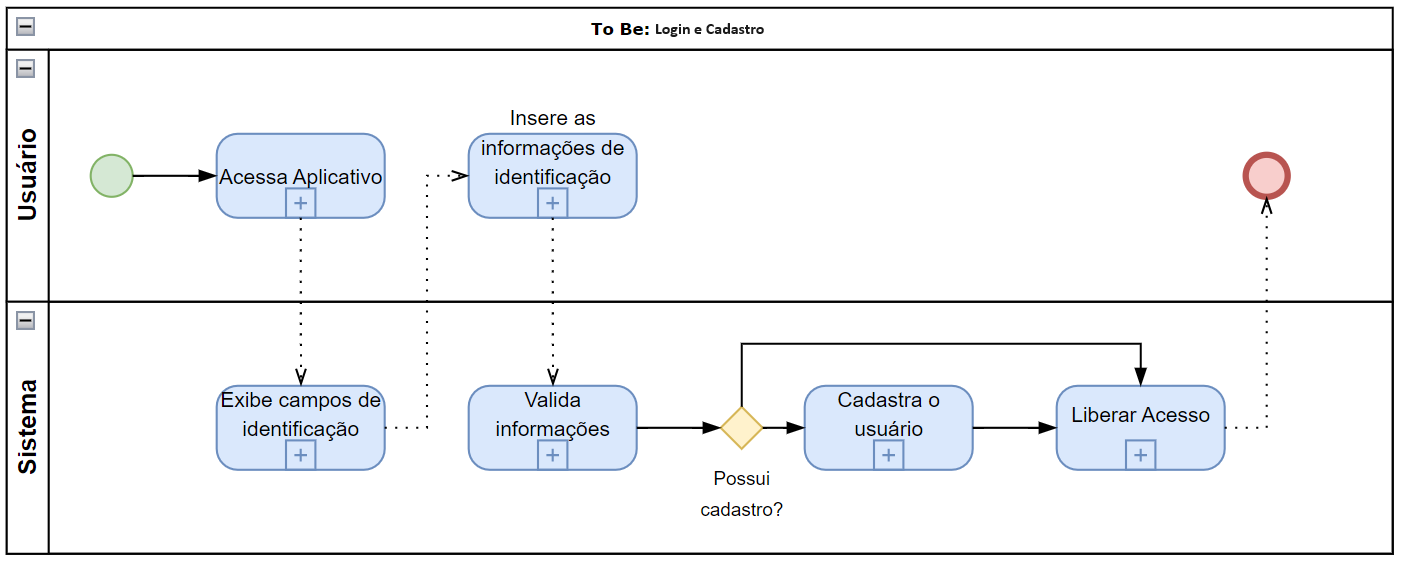 To Be: Login e Cadastro
Usuário
Acessa Aplicativo
Insere as
informações de
identificação
Sistema
Exibe campos de
identificação
Valida
informações
Possui
cadastro?
Cadastra o
usuário
Liberar Acesso